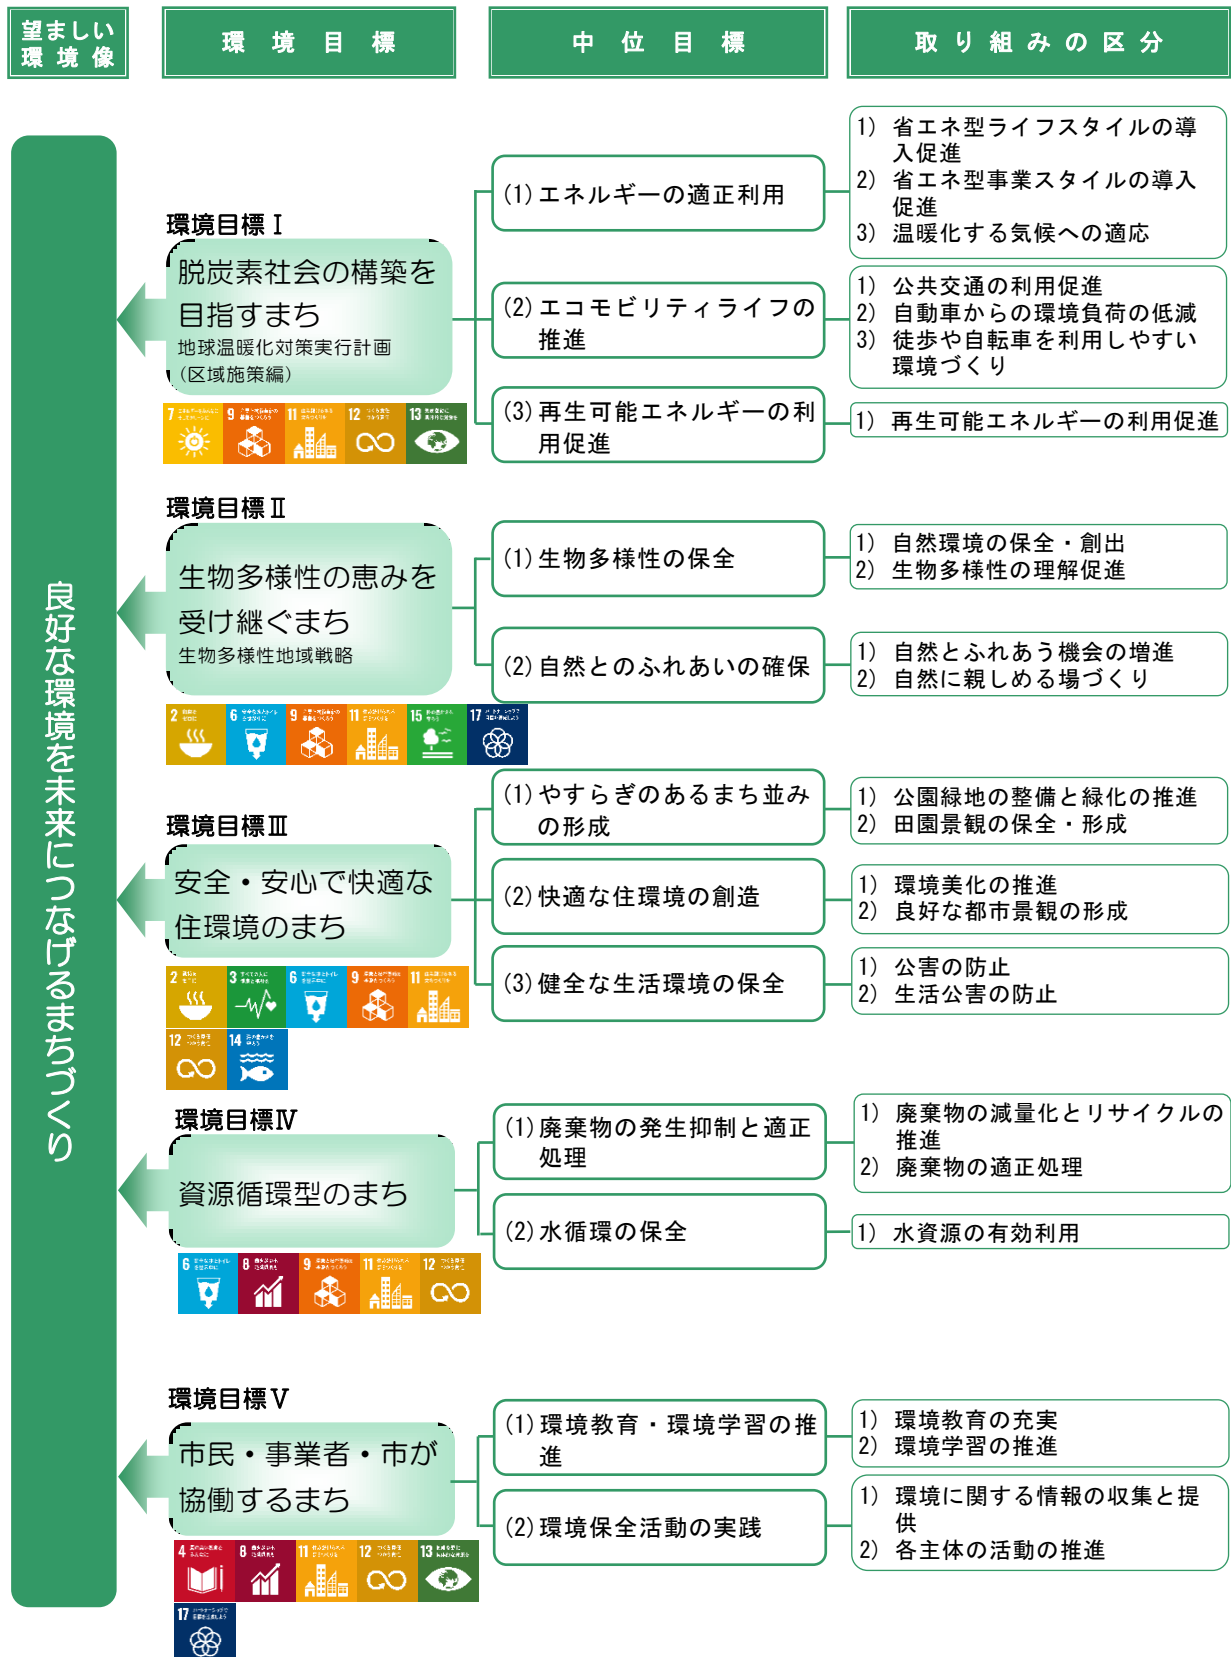 望ましい
環境像
環境目標
中位目標
取り組みの区分
良好な環境を未来につなげるまちづくり
環境目標Ⅰ
脱炭素社会の構築を
目指すまち
地球温暖化対策実行計画
(区域施策編)
7
9
11
12
13
(1)エネルギーの適正利用
1) 省エネ型ライフスタイルの導
入促進
2) 省エネ型事業スタイルの導入
促進
3) 温暖化する気候への適応
(2)エコモビリティライフの
推進
1) 公共交通の利用促進
2) 自動車からの環境負荷の低減
3) 徒歩や自転車を利用しやすい
環境づくり
(3)再生可能エネルギーの利
用促進
1) 再生可能エネルギーの利用促進
環境目標Ⅱ
生物多様性の恵みを
受け継ぐまち
生物多様性地域戦略
2
6
9
11
15
17
(1)生物多様性の保全
1) 自然環境の保全・創出
2) 生物多様性の理解促進
(2)自然とのふれあいの確保
1) 自然とふれあう機会の増進
2) 自然に親しめる場づくり
環境目標Ⅲ
安全・安心で快適な
住環境のまち
2
3
6
9
11
12
14
(1)やすらぎのあるまち並み
の形成
1) 公園緑地の整備と緑化の推進
2) 田園景観の保全・形成
(2)快適な住環境の創造
1) 環境美化の推進
2) 良好な都市景観の形成
(3)健全な生活環境の保全
1) 公害の防止
2) 生活公害の防止
環境目標Ⅳ
資源循環型のまち
6
8
9
11
12
(1)廃棄物の発生抑制と適正
処理
1) 廃棄物の減量化とリサイクルの
推進
2) 廃棄物の適正処理
(2)水循環の保全
1) 水資源の有効利用
環境目標Ⅴ
市民・事業者・市が
協働するまち
4
8
11
12
13
17
(1)環境教育・環境学習の推
進
1) 環境教育の充実
2) 環境学習の推進
(2)環境保全活動の実践
1) 環境に関する情報の収集と提
供
2) 各主体の活動の推進